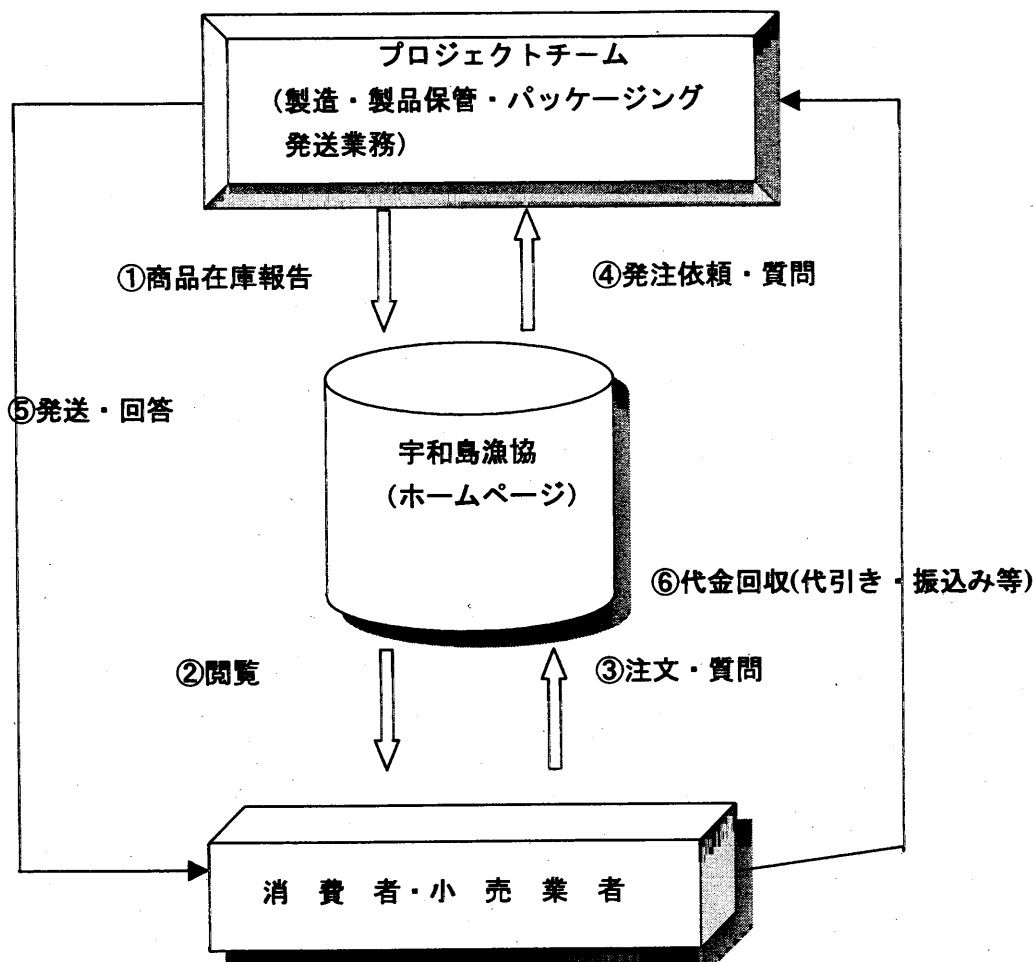 プロジェクトチーム
(製造・製品保管・パッケージング
発送業務)
①商品在庫報告
④発注依頼・質問
⑤発送・回答
宇和島漁協
(ホームページ)
⑥代金回収(代引き・振込み等)
②閲覧
③注文・質問
消費者・小売業者